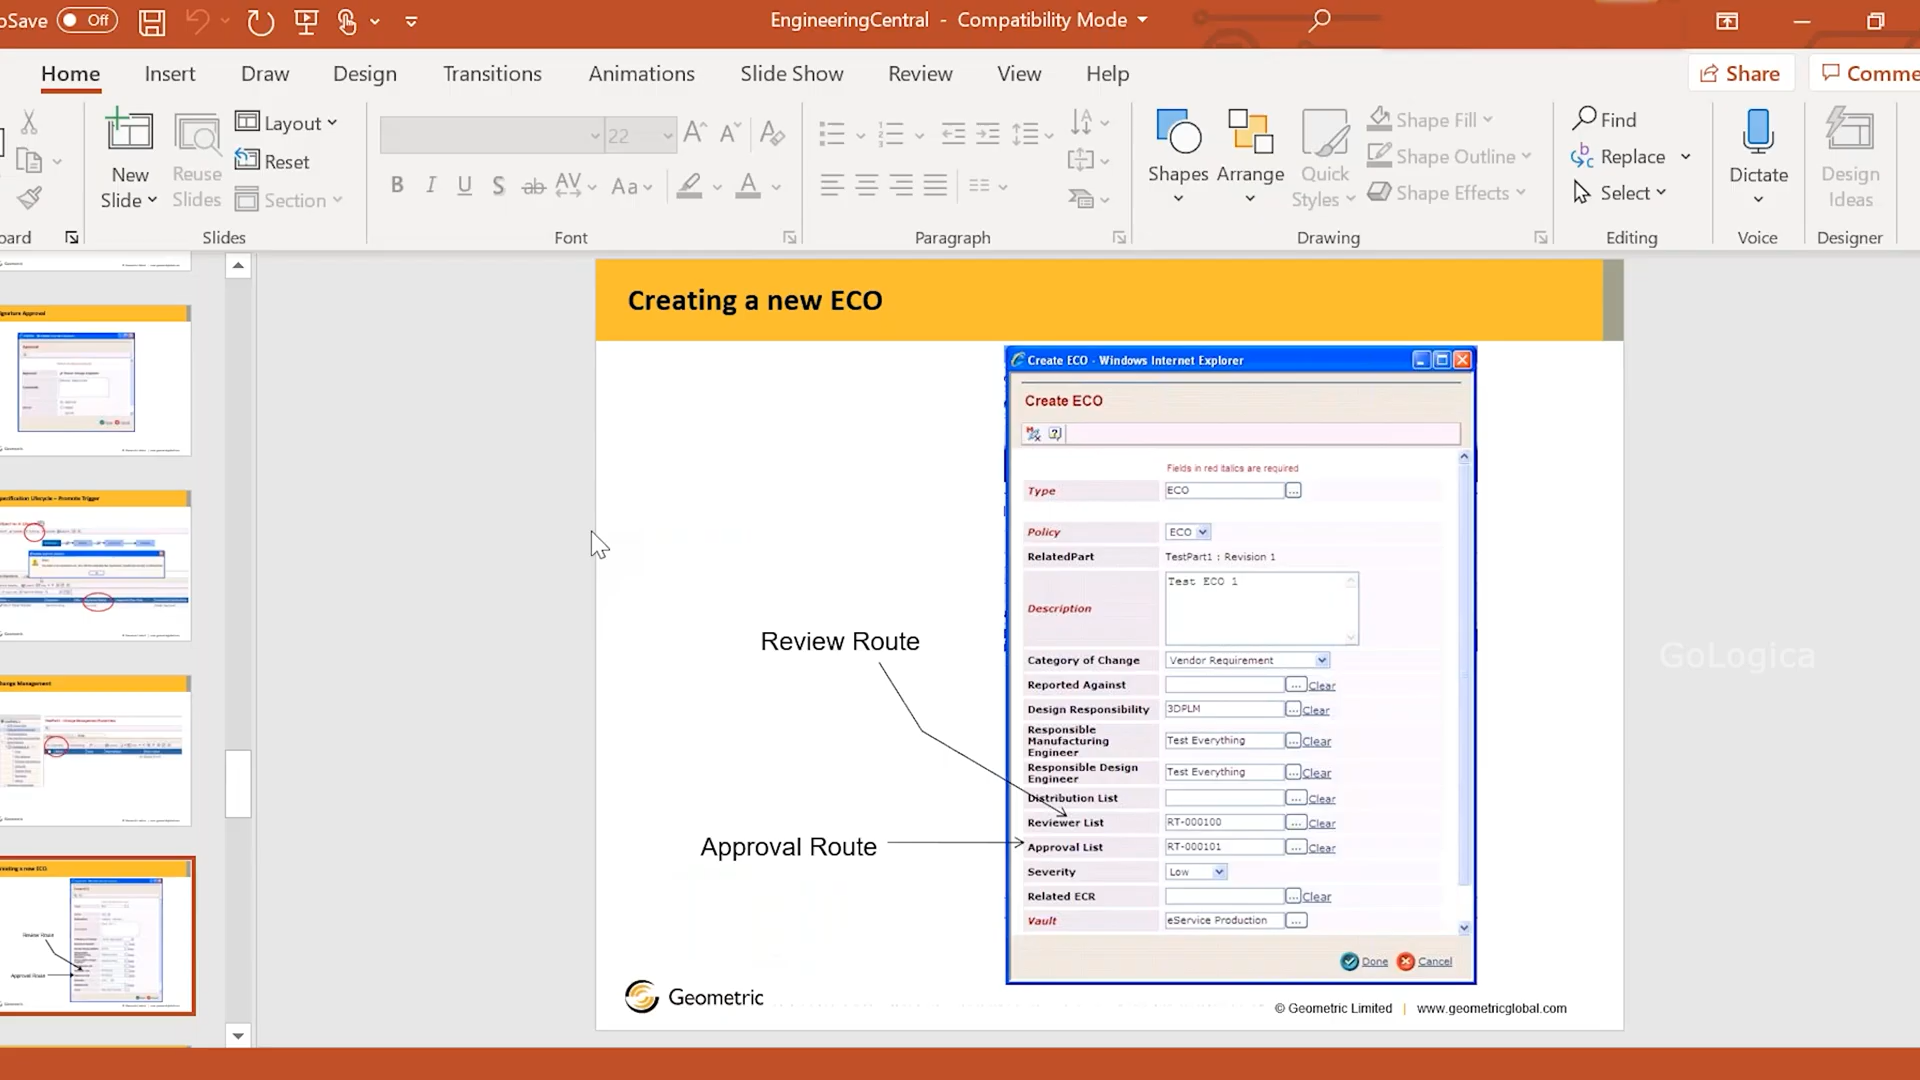 oSave Off EngineeringCentral - Compatibility Mode
Home Insert Draw Design Transitions Animations Slide Show Review View Help Share Comme
New Slide Reuse Slides Layout Reset Section
22
B I U S ab AV Aa A
Shapes Arrange Quick Styles Shape Fill Shape Outline Shape Effects
Find Replace Select
Dictate Design Ideas
oard Slides Font Paragraph Drawing Editing Voice Designer
Creating a new ECO
Create ECO - Windows Internet Explorer
Create ECO
Fields in red italics are required
Type ECO ...
Policy ECO
RelatedPart TestPart1 : Revision 1
Description Test ECO 1
Category of Change Vendor Requirement
Reported Against ... Clear
Design Responsibility 3DPLM ... Clear
Responsible Manufacturing Engineer Test Everything ... Clear
Responsible Design Engineer Test Everything ... Clear
Distribution List ... Clear
Reviewer List RT-000100 ... Clear
Approval List RT-000101 ... Clear
Severity Low
Related ECR ... Clear
Vault eService Production ...
Done Cancel
Review Route
Approval Route
Geometric
© Geometric Limited | www.geometricglobal.com
GoLogica